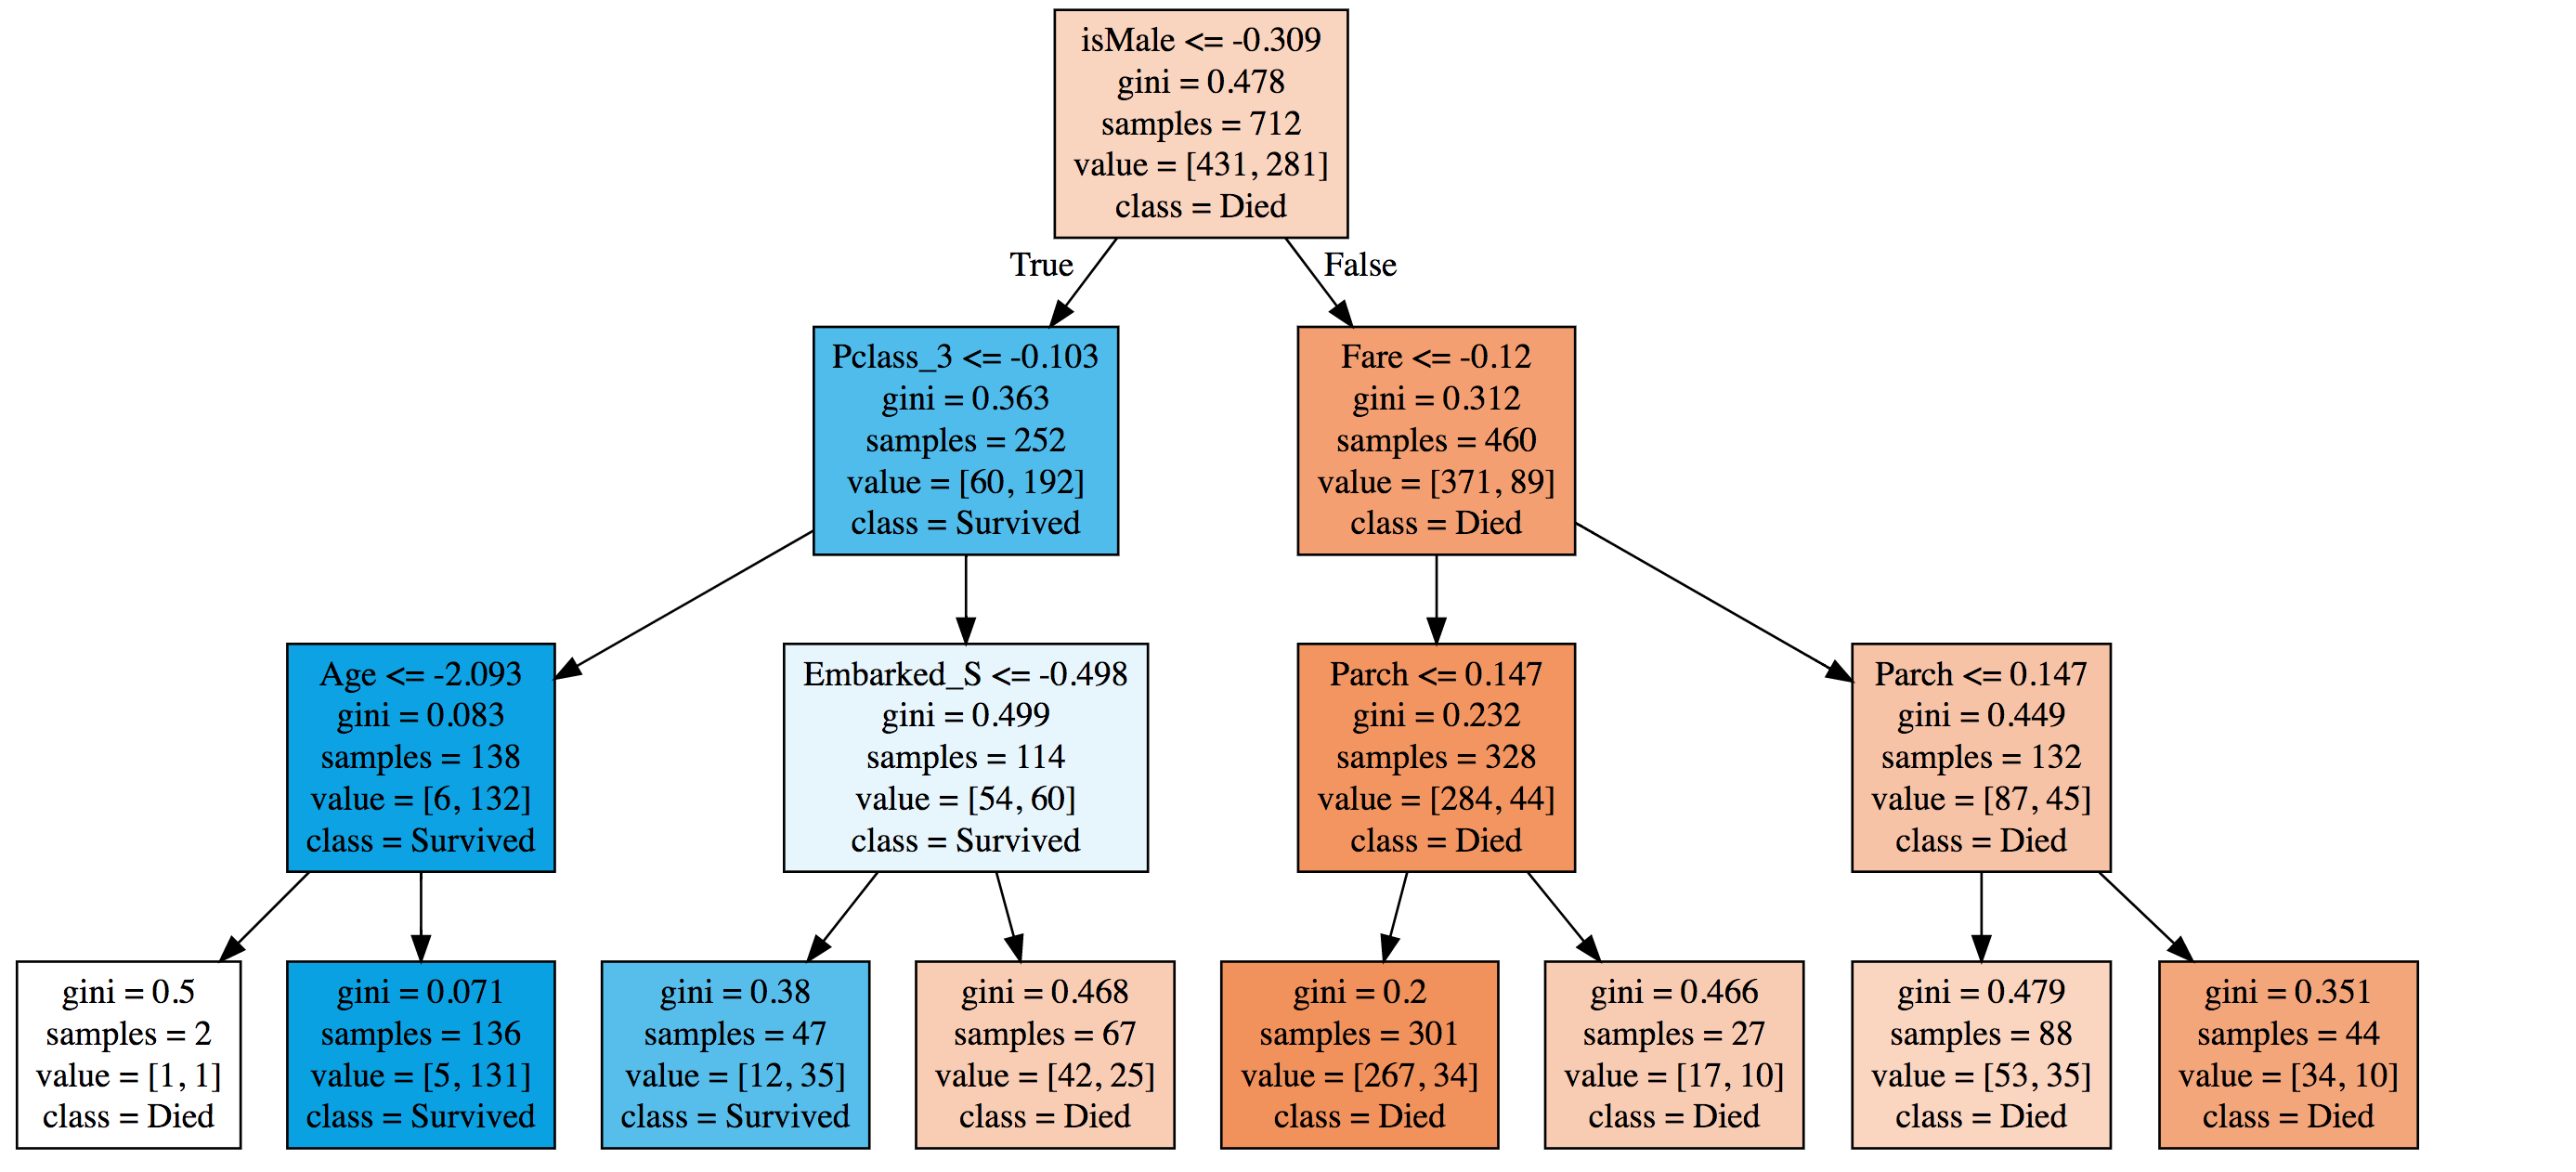 isMale <= -0.309
gini = 0.478
samples = 712
value = [431, 281]
class = Died
True
False
Pclass_3 <= -0.103
gini = 0.363
samples = 252
value = [60, 192]
class = Survived
Fare <= -0.12
gini = 0.312
samples = 460
value = [371, 89]
class = Died
Age <= -2.093
gini = 0.083
samples = 138
value = [6, 132]
class = Survived
Embarked_S <= -0.498
gini = 0.499
samples = 114
value = [54, 60]
class = Survived
Parch <= 0.147
gini = 0.232
samples = 328
value = [284, 44]
class = Died
Parch <= 0.147
gini = 0.449
samples = 132
value = [87, 45]
class = Died
gini = 0.5
samples = 2
value = [1, 1]
class = Died
gini = 0.071
samples = 136
value = [5, 131]
class = Survived
gini = 0.38
samples = 47
value = [12, 35]
class = Survived
gini = 0.468
samples = 67
value = [42, 25]
class = Died
gini = 0.2
samples = 301
value = [267, 34]
class = Died
gini = 0.466
samples = 27
value = [17, 10]
class = Died
gini = 0.479
samples = 88
value = [53, 35]
class = Died
gini = 0.351
samples = 44
value = [34, 10]
class = Died